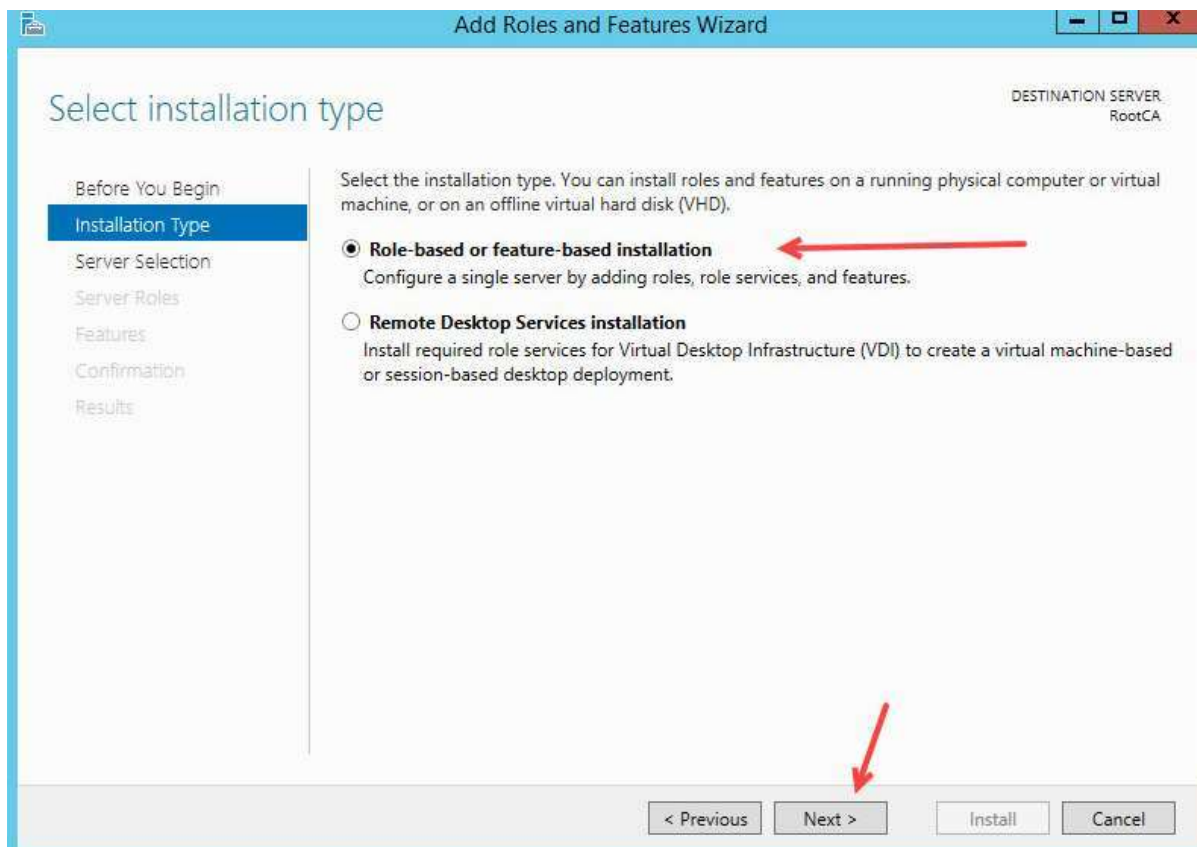 Add Roles and Features Wizard
Select installation type
DESTINATION SERVER
RootCA
Before You Begin
Installation Type
Server Selection
Server Roles
Features
Confirmation
Results
Select the installation type. You can install roles and features on a running physical computer or virtual
machine, or on an offline virtual hard disk (VHD).
Role-based or feature-based installation
Configure a single server by adding roles, role services, and features.
Remote Desktop Services installation
Install required role services for Virtual Desktop Infrastructure (VDI) to create a virtual machine-based
or session-based desktop deployment.
< Previous
Next >
Install
Cancel